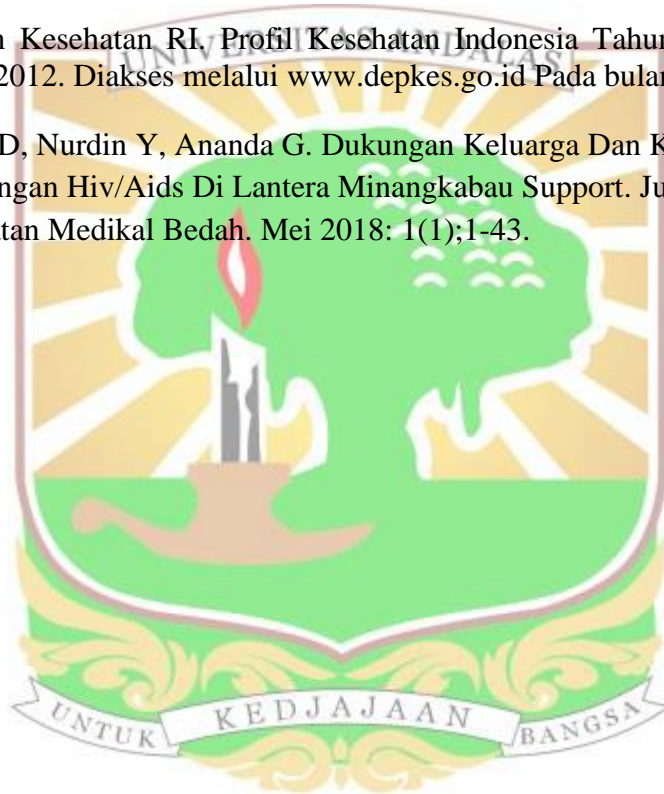 Kesehatan RI. Profil Kesehatan Indonesia Tahun
2012. Diakses melalui www.depkes.go.id Pada bulan
D, Nurdin Y, Ananda G. Dukungan Keluarga Dan K
ngan Hiv/Aids Di Lantera Minangkabau Support. Ju
tan Medikal Bedah. Mei 2018: 1(1);1-43.
UNIVERSITAS ANDALAS
UNTUK KEDJAJAAN BANGSA